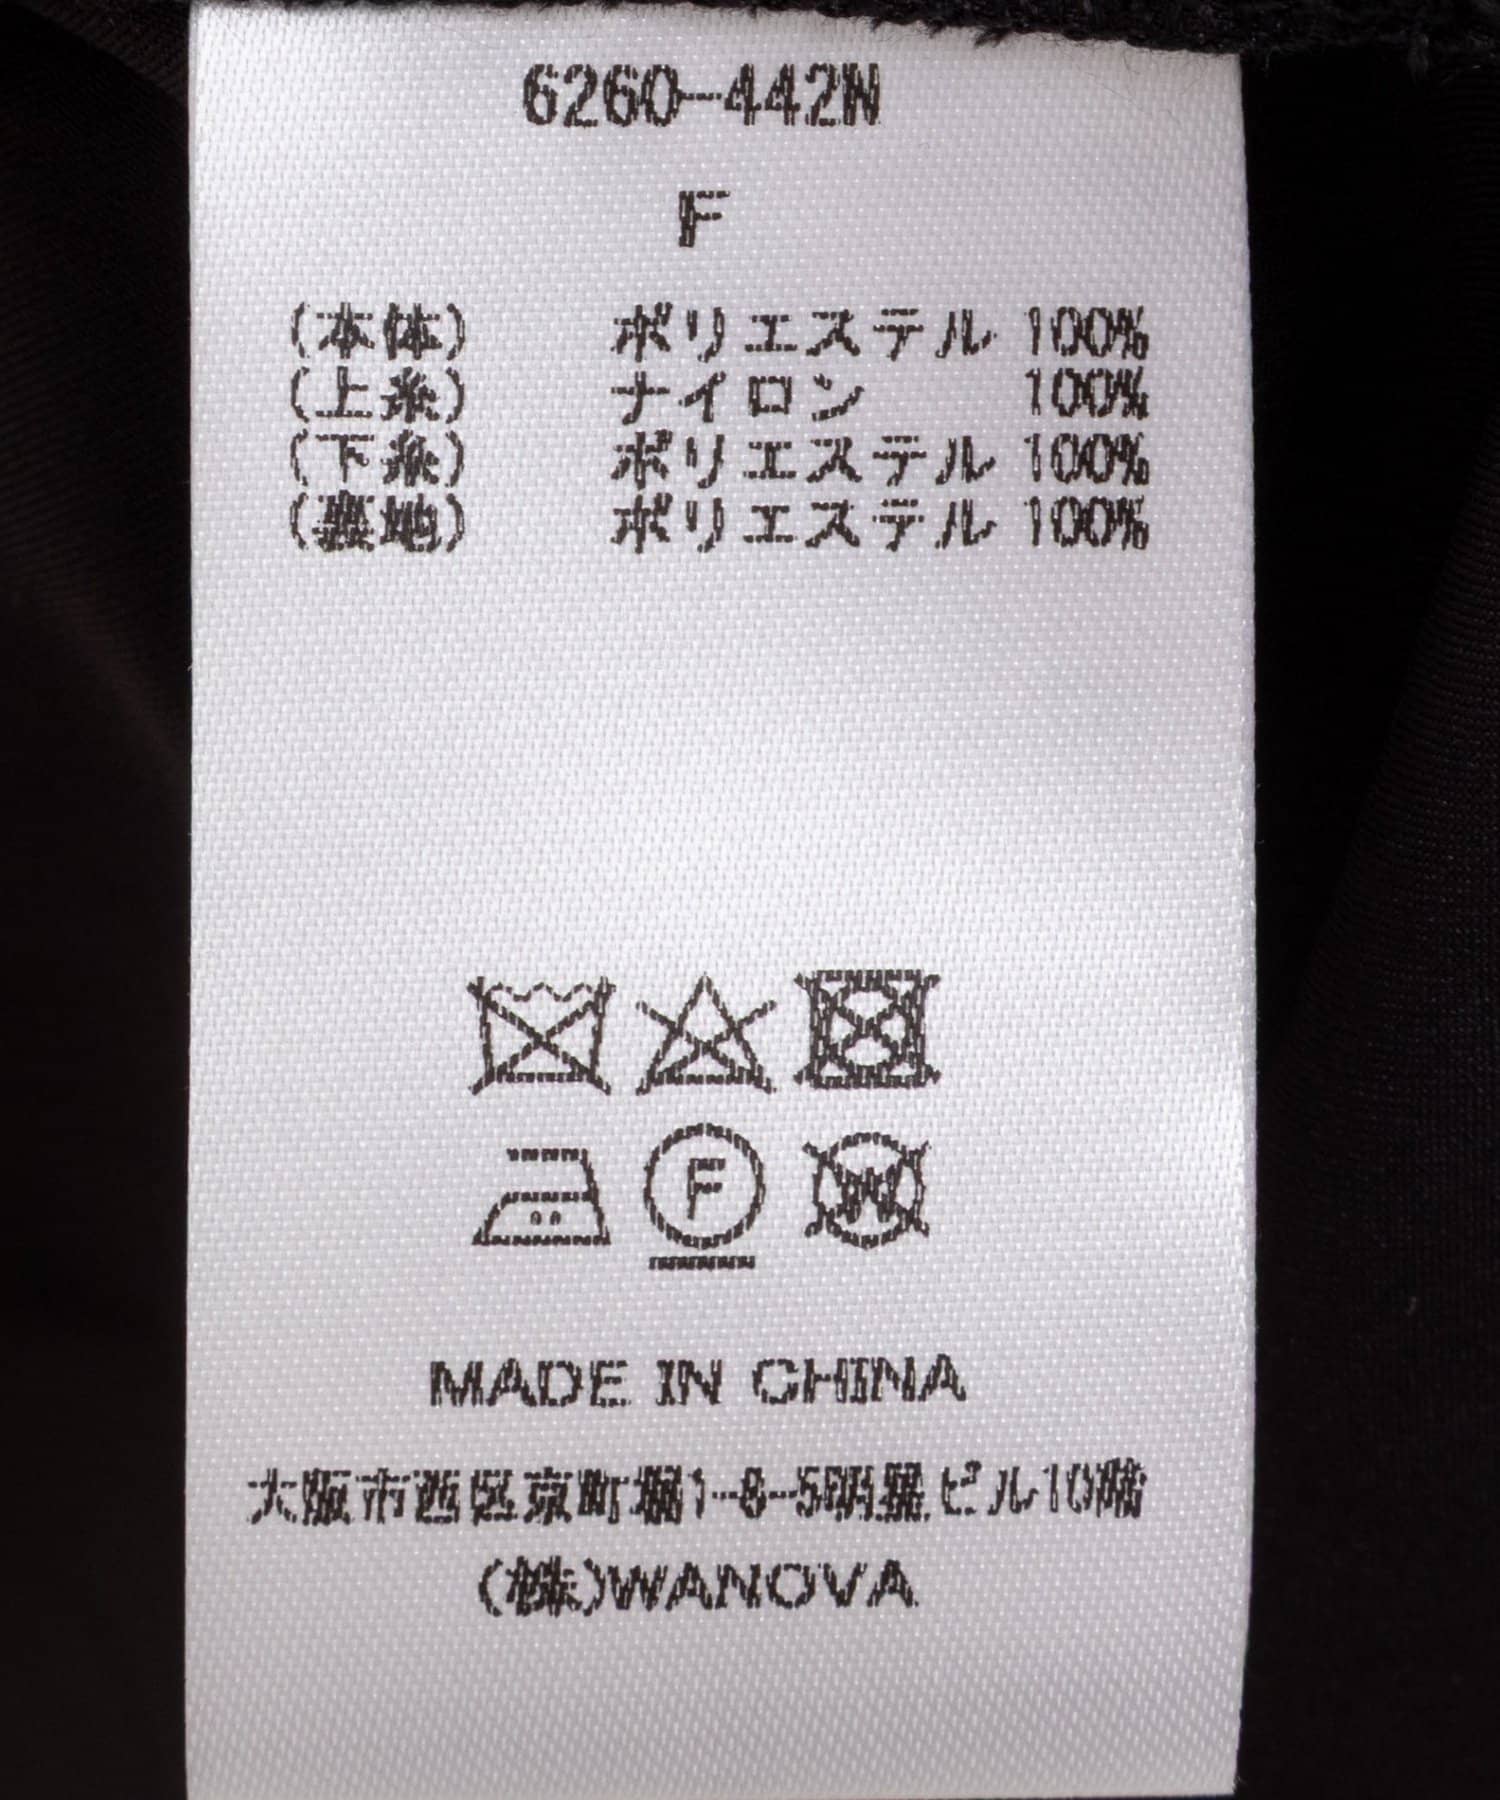 6260-442N
F
(本体) ポリエステル 100%
(上糸) ナイロン 100%
(下糸) ポリエステル 100%
(裏地) ポリエステル 100%
F
W
MADE IN CHINA
大阪市西区京町堀1-8-5明星ビル10階
(株)WANOVA